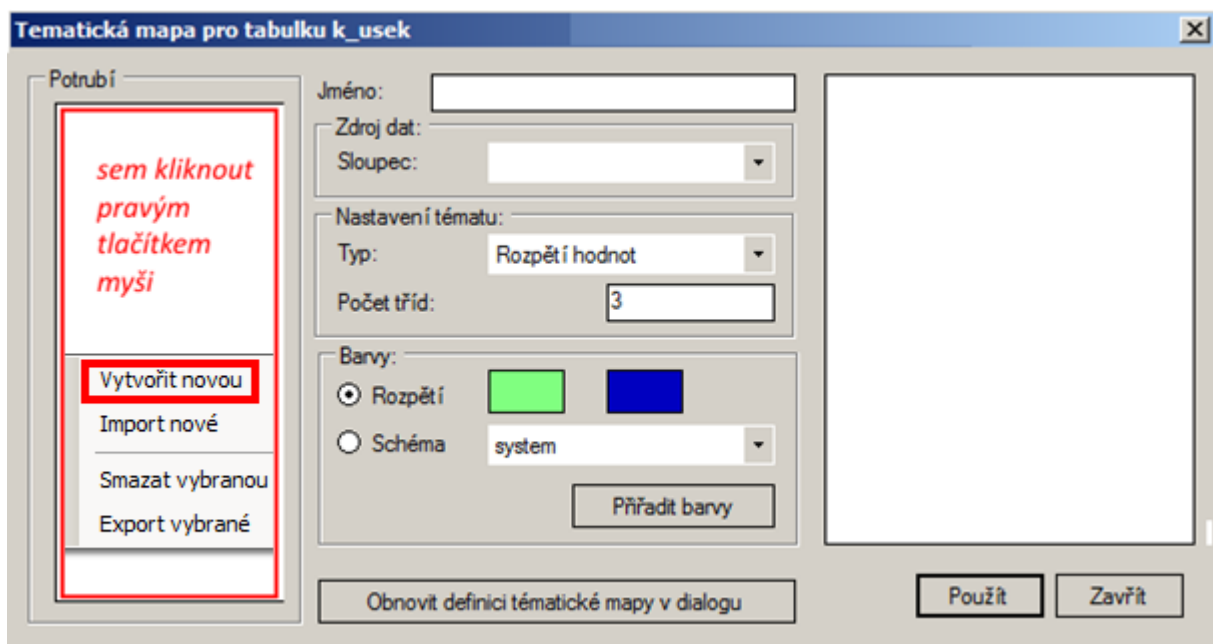 Tematická mapa pro tabulku k_usek
Potrubí
sem kliknout
pravým
tlačítkem
myši
Vytvořit novou
Import nové
Smazat vybranou
Export vybrané
Jméno:
Zdroj dat:
Sloupec:
Nastavení tématu:
Typ: Rozpětí hodnot
Počet tříd: 3
Barvy:
Rozpětí
Schéma system
Přiřadit barvy
Obnovit definici tématické mapy v dialogu
Použít Zavřít